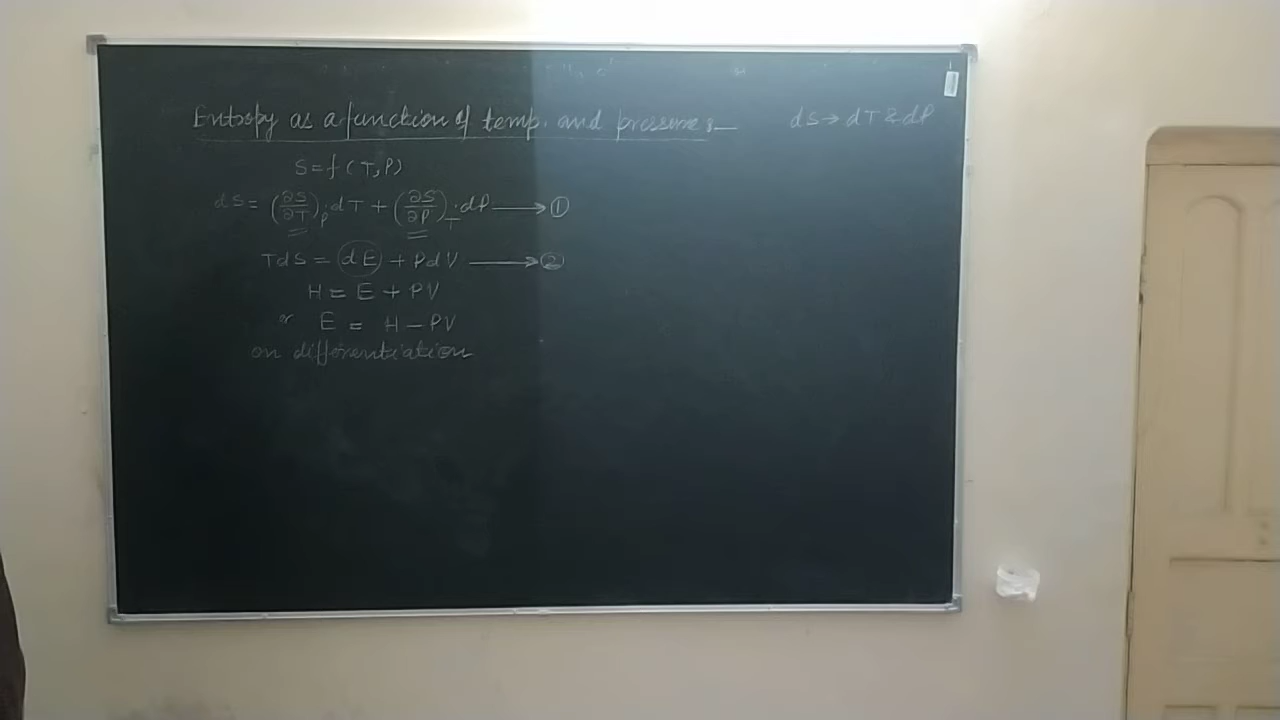 Entropy as a function of temp. and pressure :—
dS → dT & dP
S = f (T, P)
dS = (∂S/∂T)P . dT + (∂S/∂P)T . dP ⟶ ①
TdS = dE + PdV ⟶ ②
H = E + PV
or E = H – PV
on differentiation